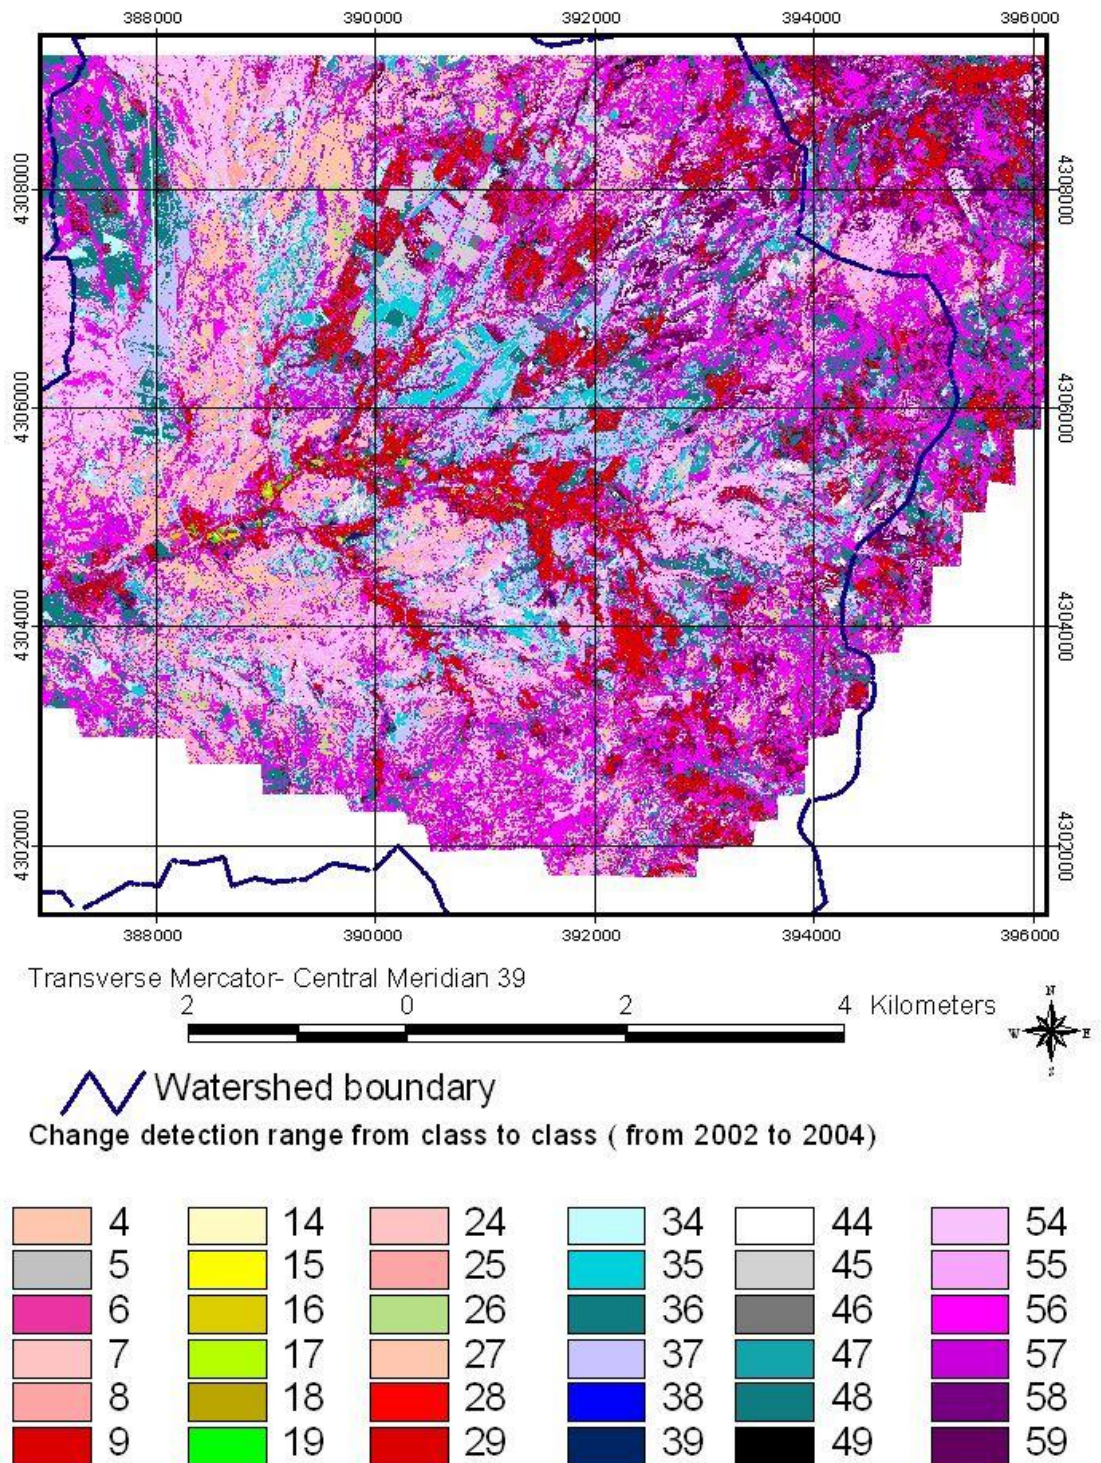 388000 390000 392000 394000 396000
4308000 4308000
4306000 4306000
4304000 4304000
4302000 4302000
388000 390000 392000 394000 396000
Transverse Mercator- Central Meridian 39
2 0 2 4 Kilometers
N
W E
S
Watershed boundary
Change detection range from class to class ( from 2002 to 2004)
4 14 24 34 44 54
5 15 25 35 45 55
6 16 26 36 46 56
7 17 27 37 47 57
8 18 28 38 48 58
9 19 29 39 49 59